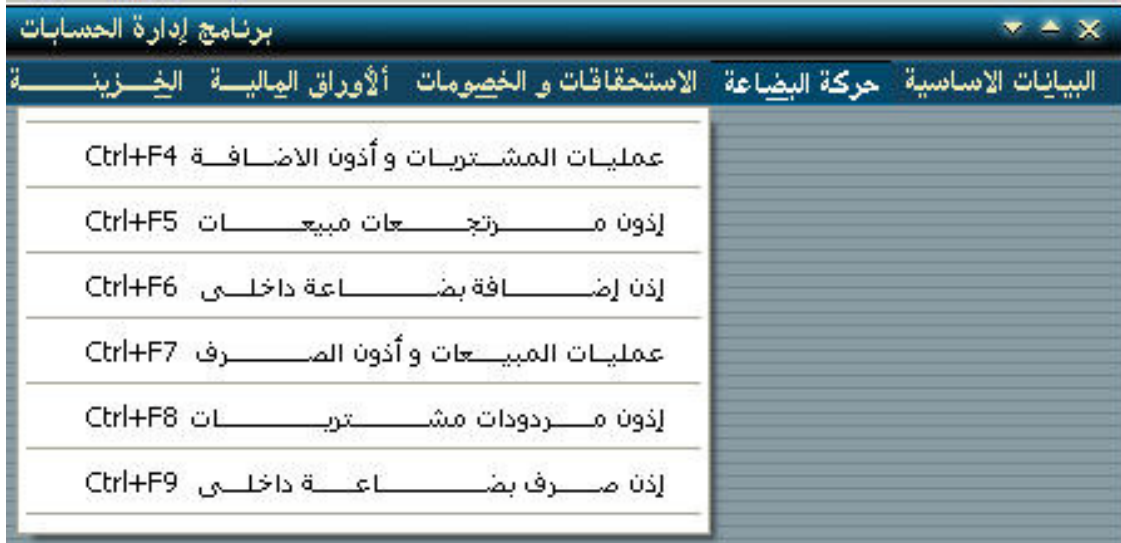 برنامج إدارة الحسابات
البيانات الاساسية حركة البضاعة الاستحقاقات و الخصومات ألأوراق المالية الخزينة
عمليات المشتريات و أذون الاضافة Ctrl+F4
إذون مرتجعات مبيعات Ctrl+F5
إذن إضافة بضاعة داخلى Ctrl+F6
عمليات المبيعات و أذون الصرف Ctrl+F7
إذون مردودات مشتريات Ctrl+F8
إذن صرف بضاعة داخلى Ctrl+F9